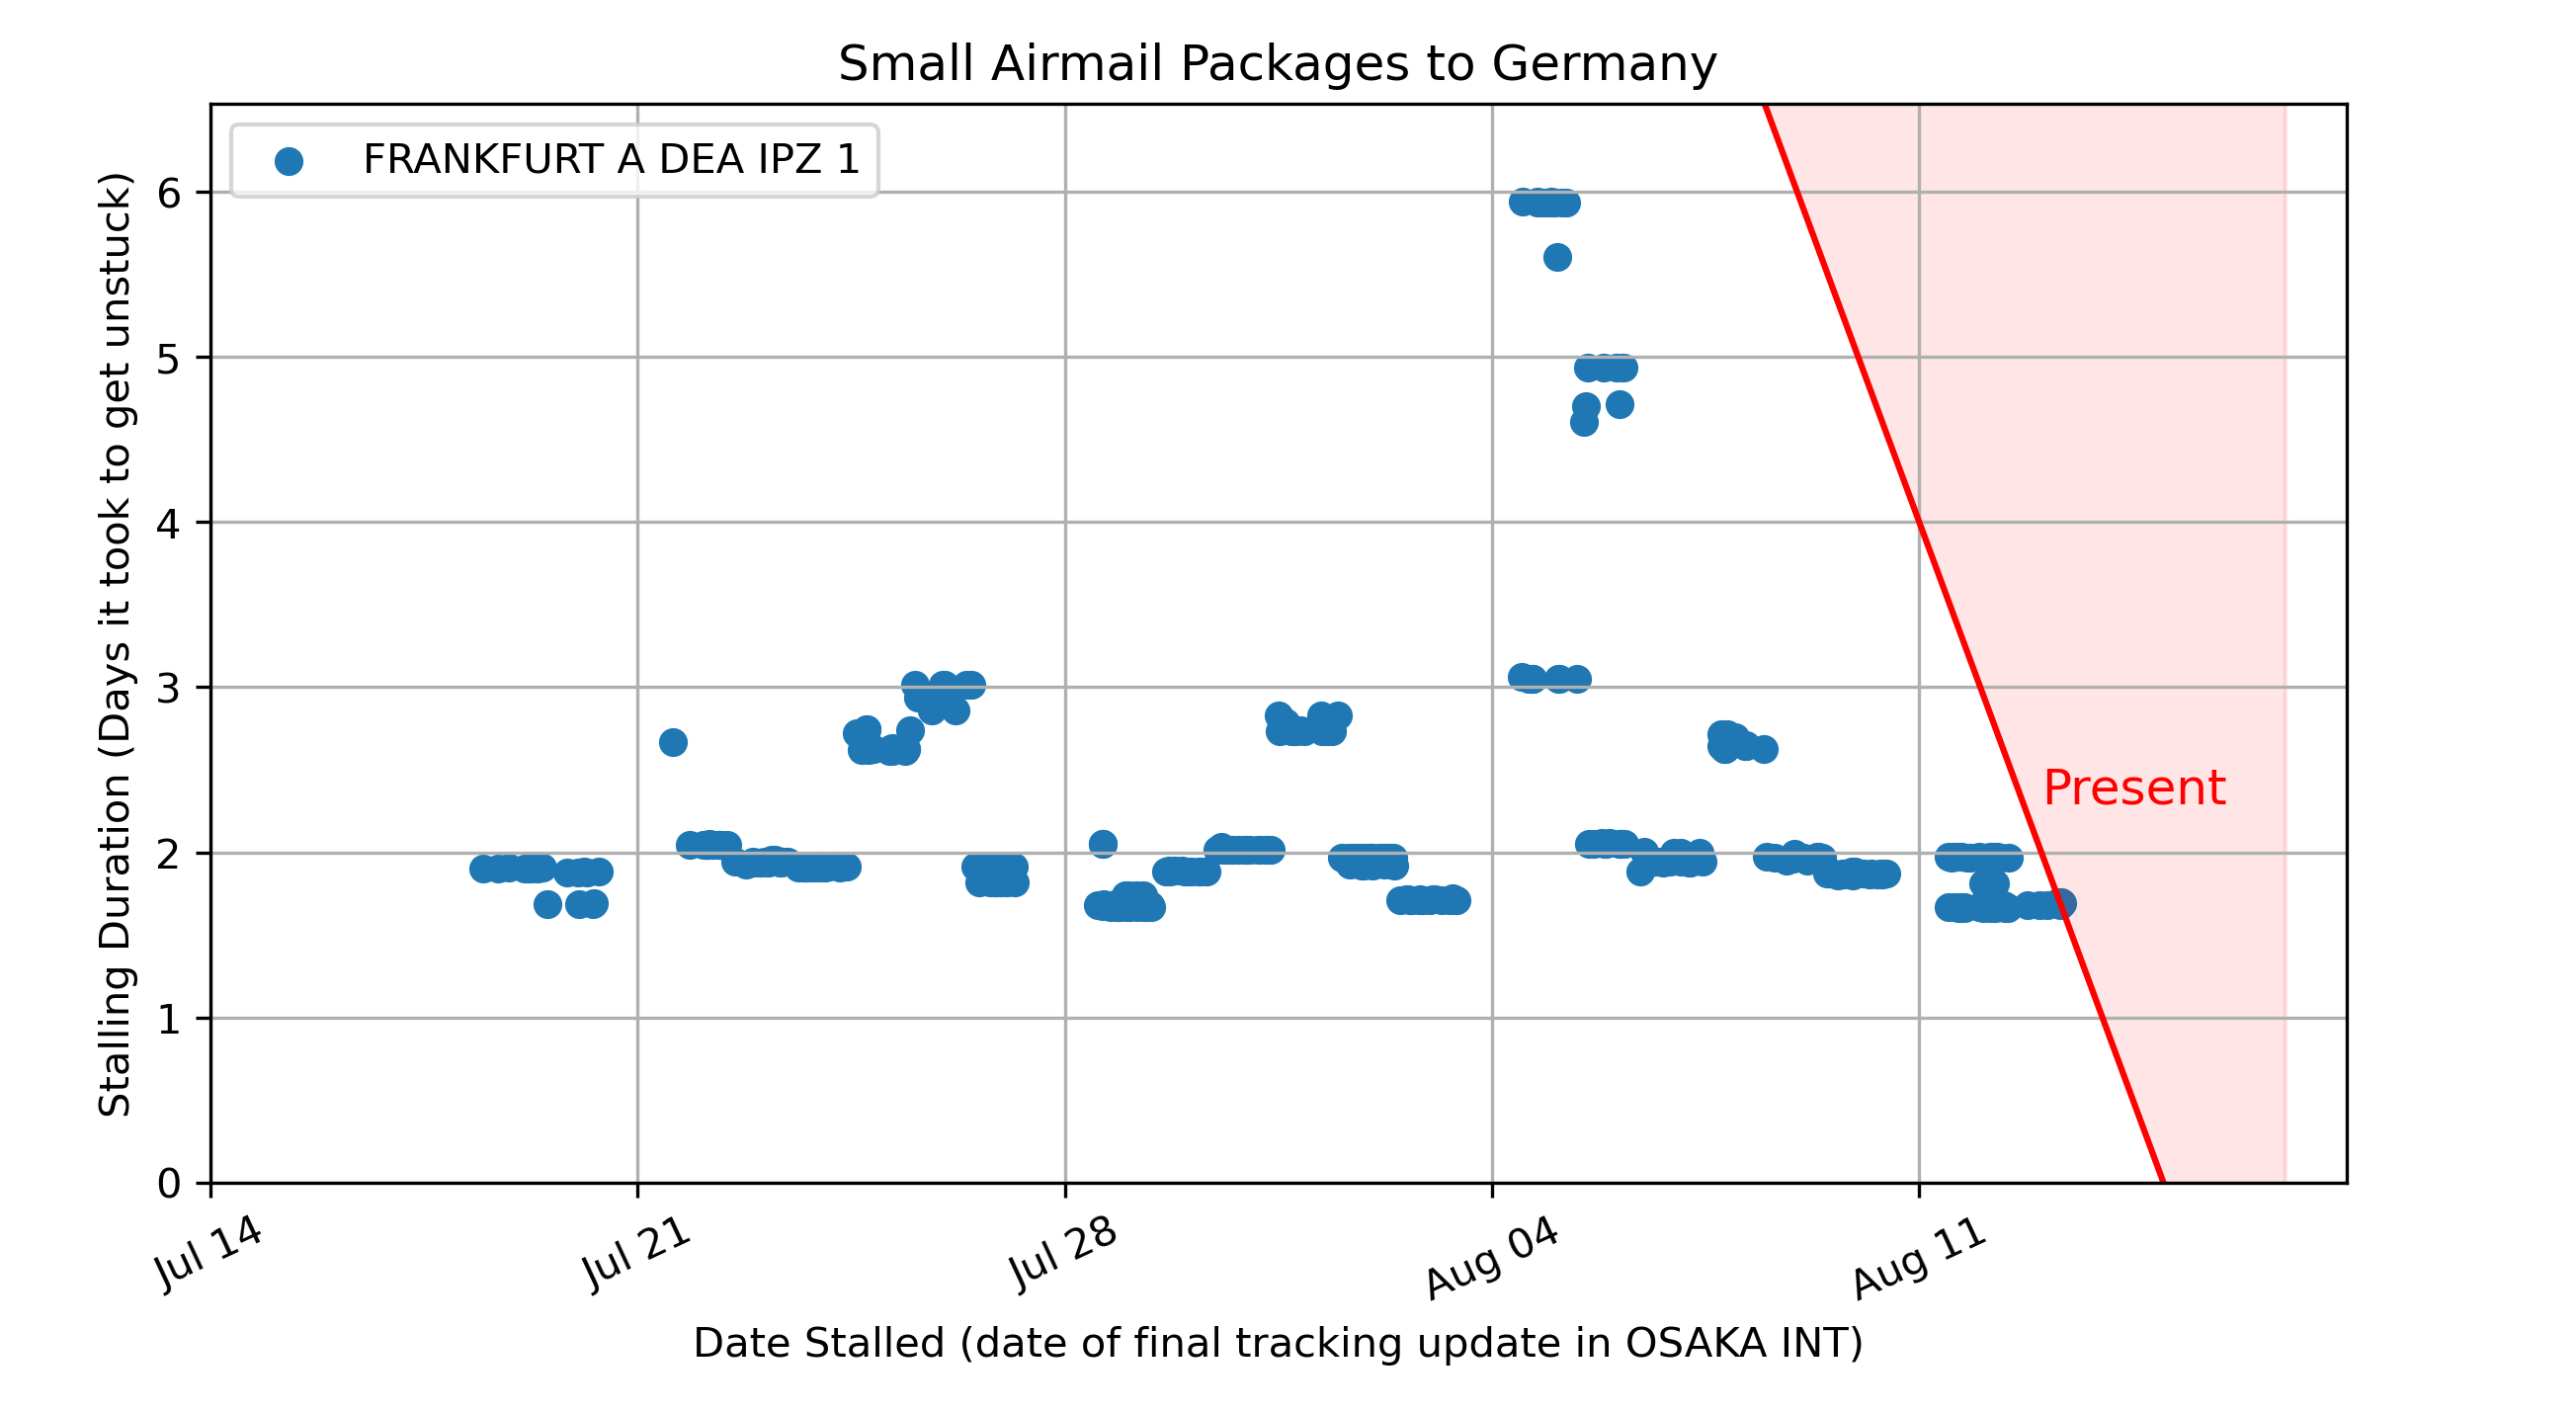 Small Airmail Packages to Germany
FRANKFURT A DEA IPZ 1
Stalling Duration (Days it took to get unstuck)
6
5
4
3
2
1
0
Present
Jul 14
Jul 21
Jul 28
Aug 04
Aug 11
Date Stalled (date of final tracking update in OSAKA INT)